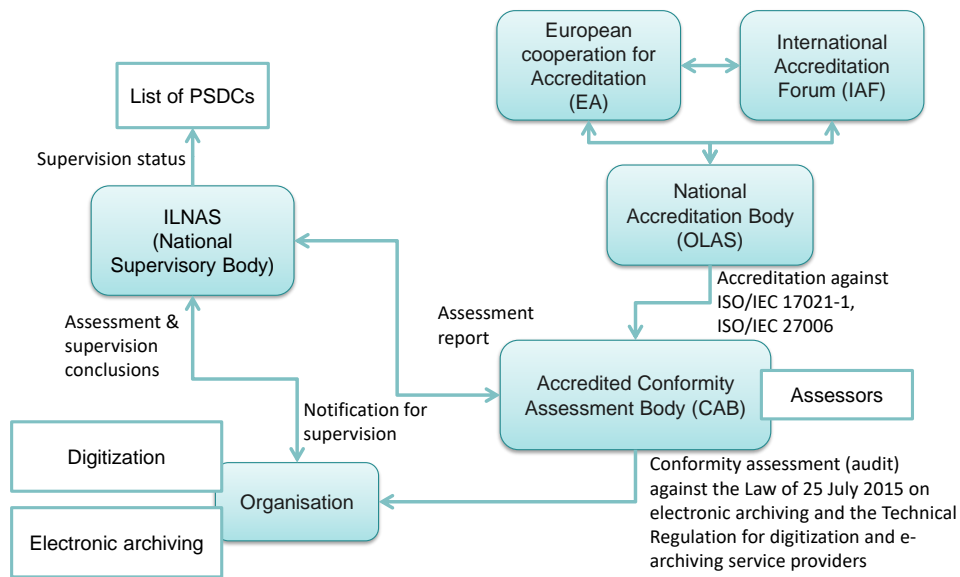 European
cooperation for
Accreditation
(EA)
International
Accreditation
Forum (IAF)
List of PSDCs
Supervision status
ILNAS
(National
Supervisory Body)
National
Accreditation Body
(OLAS)
Accreditation against
ISO/IEC 17021-1,
ISO/IEC 27006
Assessment &
supervision
conclusions
Assessment
report
Accredited Conformity
Assessment Body (CAB)
Assessors
Notification for
supervision
Digitization
Organisation
Electronic archiving
Conformity assessment (audit)
against the Law of 25 July 2015 on
electronic archiving and the Technical
Regulation for digitization and e-
archiving service providers